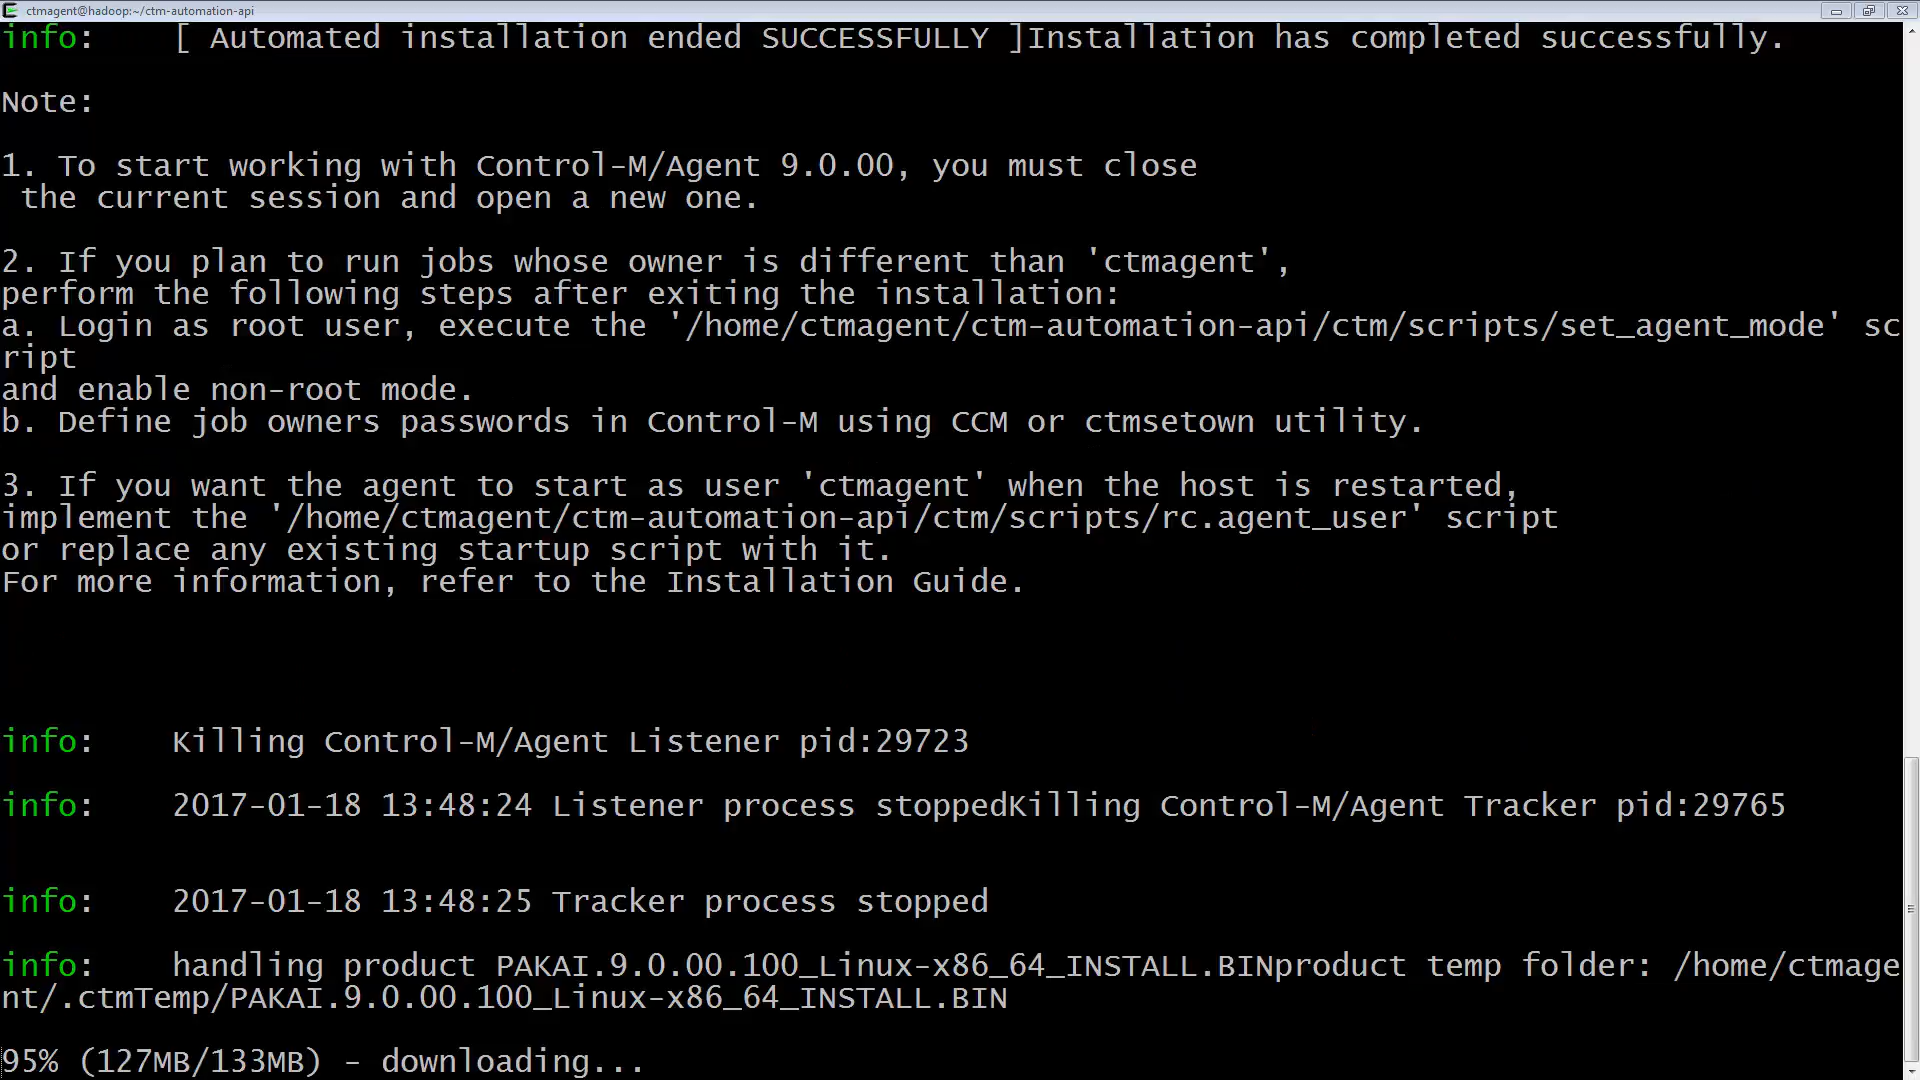 ctmagent@hadoop:~/ctm-automation-api
info:    [ Automated installation ended SUCCESSFULLY ]Installation has completed successfully.
Note:
1. To start working with Control-M/Agent 9.0.00, you must close
 the current session and open a new one.
2. If you plan to run jobs whose owner is different than 'ctmagent',
perform the following steps after exiting the installation:
a. Login as root user, execute the '/home/ctmagent/ctm-automation-api/ctm/scripts/set_agent_mode' sc
ript
and enable non-root mode.
b. Define job owners passwords in Control-M using CCM or ctmsetown utility.
3. If you want the agent to start as user 'ctmagent' when the host is restarted,
implement the '/home/ctmagent/ctm-automation-api/ctm/scripts/rc.agent_user' script
or replace any existing startup script with it.
For more information, refer to the Installation Guide.
info:    Killing Control-M/Agent Listener pid:29723
info:    2017-01-18 13:48:24 Listener process stoppedKilling Control-M/Agent Tracker pid:29765
info:    2017-01-18 13:48:25 Tracker process stopped
info:    handling product PAKAI.9.0.00.100_Linux-x86_64_INSTALL.BINproduct temp folder: /home/ctmage
nt/.ctmTemp/PAKAI.9.0.00.100_Linux-x86_64_INSTALL.BIN
95% (127MB/133MB) - downloading...